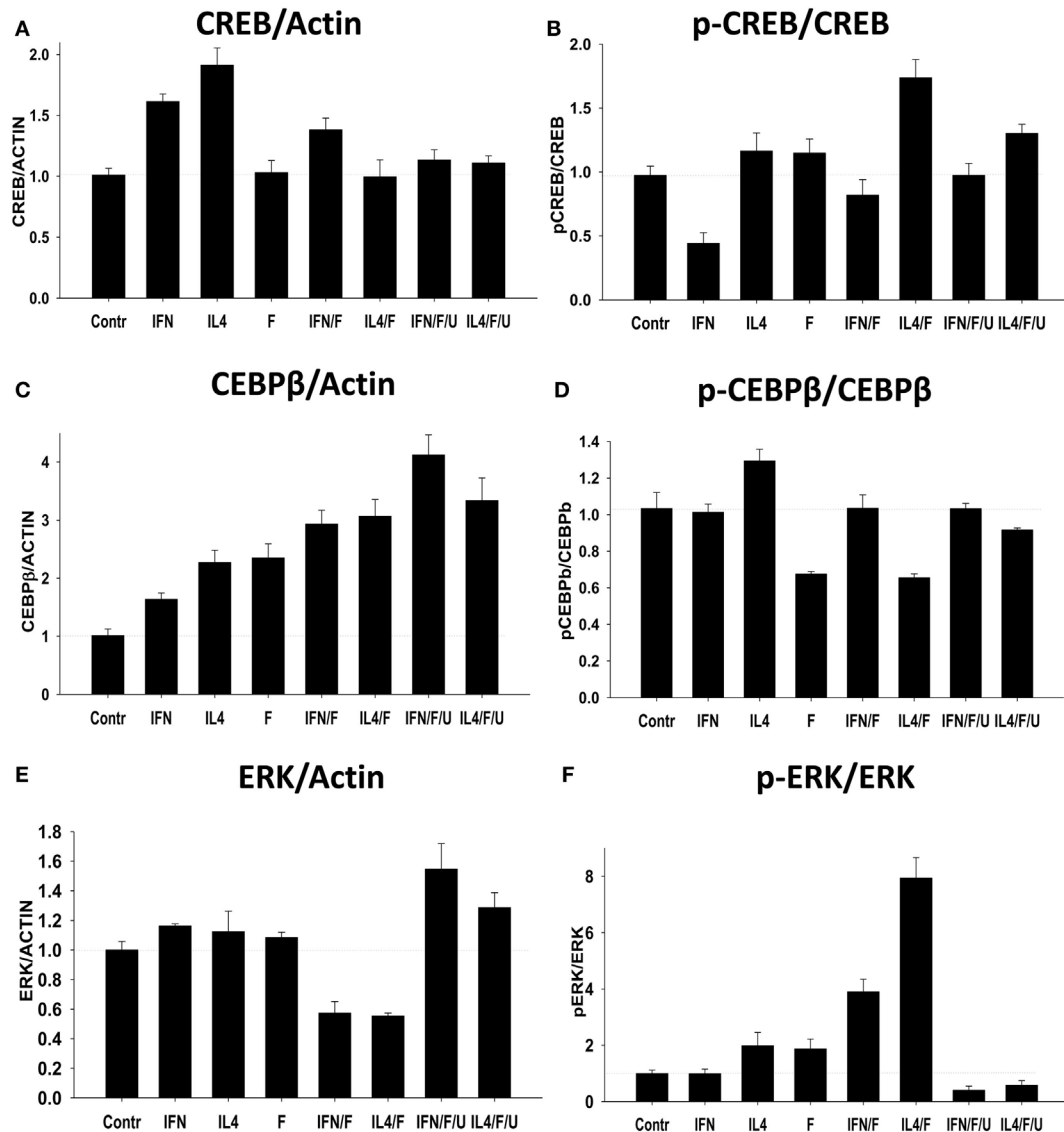 A
CREB/Actin
CREB/ACTIN
2.0
1.5
1.0
0.5
0.0
Contr IFN IL4 F IFN/F IL4/F IFN/F/U IL4/F/U
B
p-CREB/CREB
pCREB/CREB
2.0
1.5
1.0
0.5
0.0
Contr IFN IL4 F IFN/F IL4/F IFN/F/U IL4/F/U
C
CEBPβ/Actin
CEBPβ/ACTIN
4
3
2
1
0
Contr IFN IL4 F IFN/F IL4/F IFN/F/U IL4/F/U
D
p-CEBPβ/CEBPβ
pCEBPb/CEBPb
1.4
1.2
1.0
0.8
0.6
0.4
0.2
0.0
Contr IFN IL4 F IFN/F IL4/F IFN/F/U IL4/F/U
E
ERK/Actin
ERK/ACTIN
1.8
1.6
1.4
1.2
1.0
0.8
0.6
0.4
0.2
0.0
Contr IFN IL4 F IFN/F IL4/F IFN/F/U IL4/F/U
F
p-ERK/ERK
pERK/ERK
8
6
4
2
0
Contr IFN IL4 F IFN/F IL4/F IFN/F/U IL4/F/U